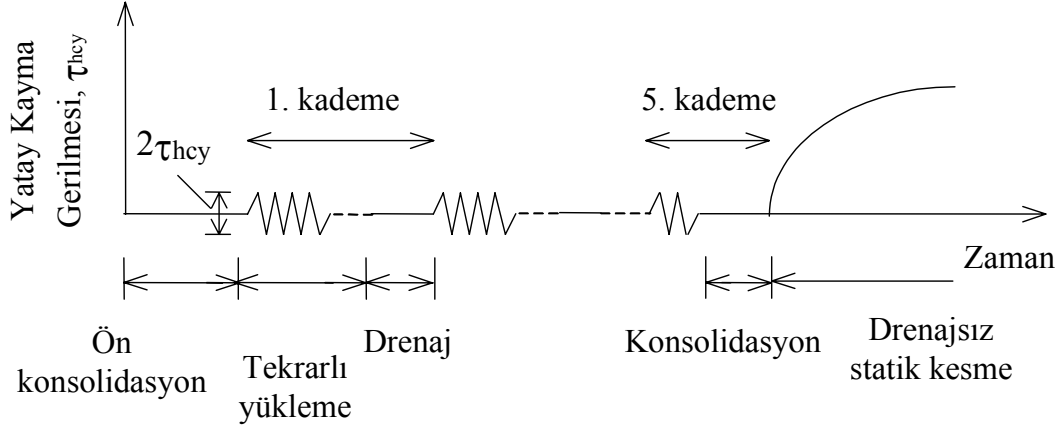 Yatay Kayma
Gerilmesi, τhcy
1. kademe
5. kademe
2τhcy
Zaman
Ön
konsolidasyon
Tekrarlı
yükleme
Drenaj
Konsolidasyon
Drenajsız
statik kesme